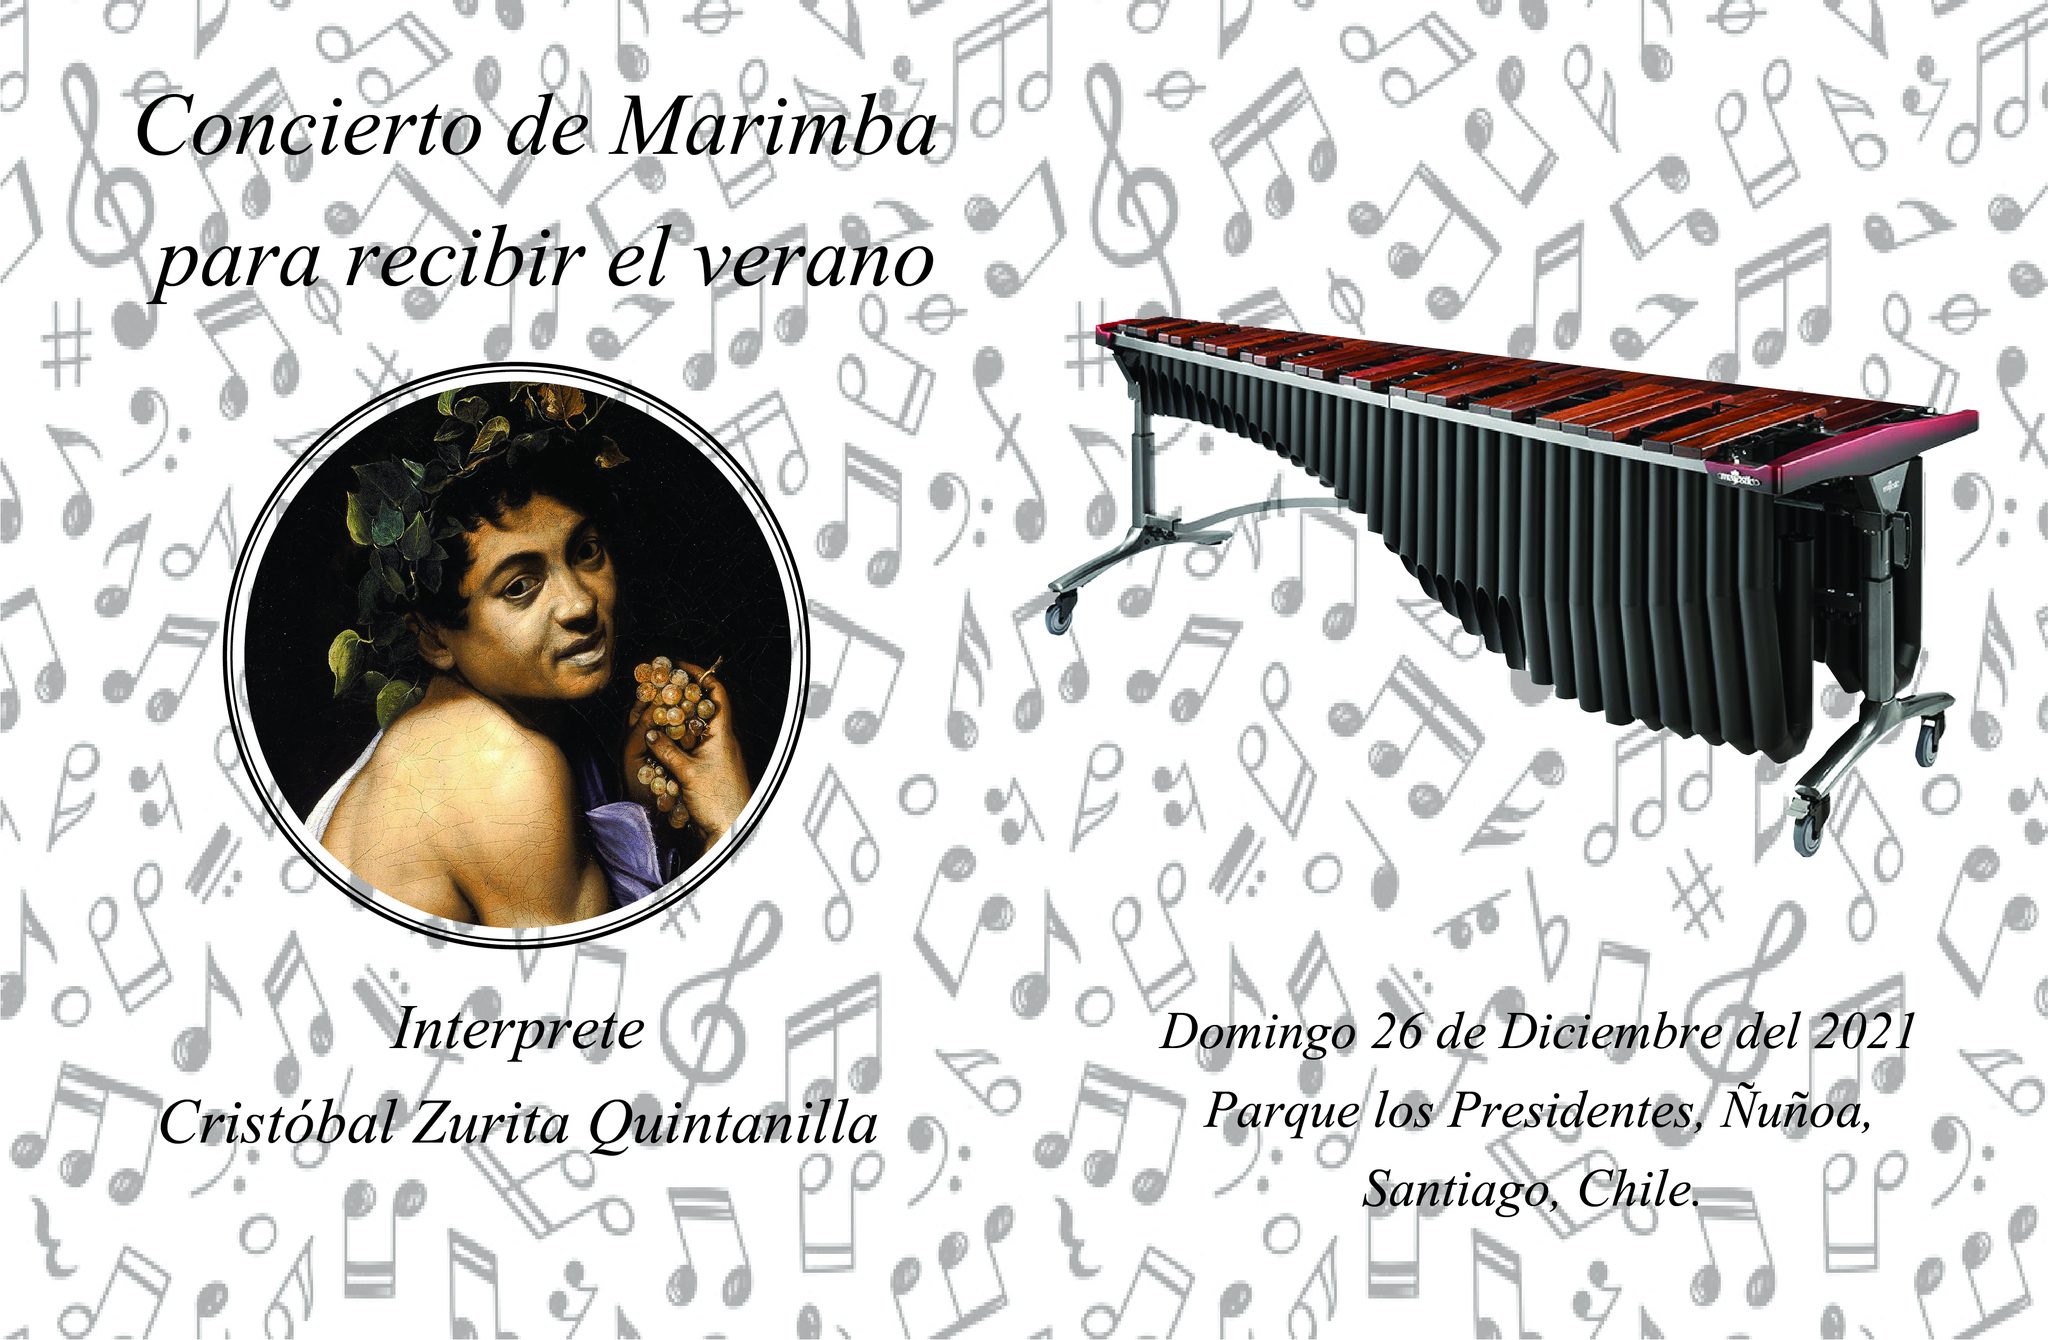 Concierto de Marimba
para recibir el verano
Interprete
Cristóbal Zurita Quintanilla
Domingo 26 de Diciembre del 2021
Parque los Presidentes, Ñuñoa,
Santiago, Chile.